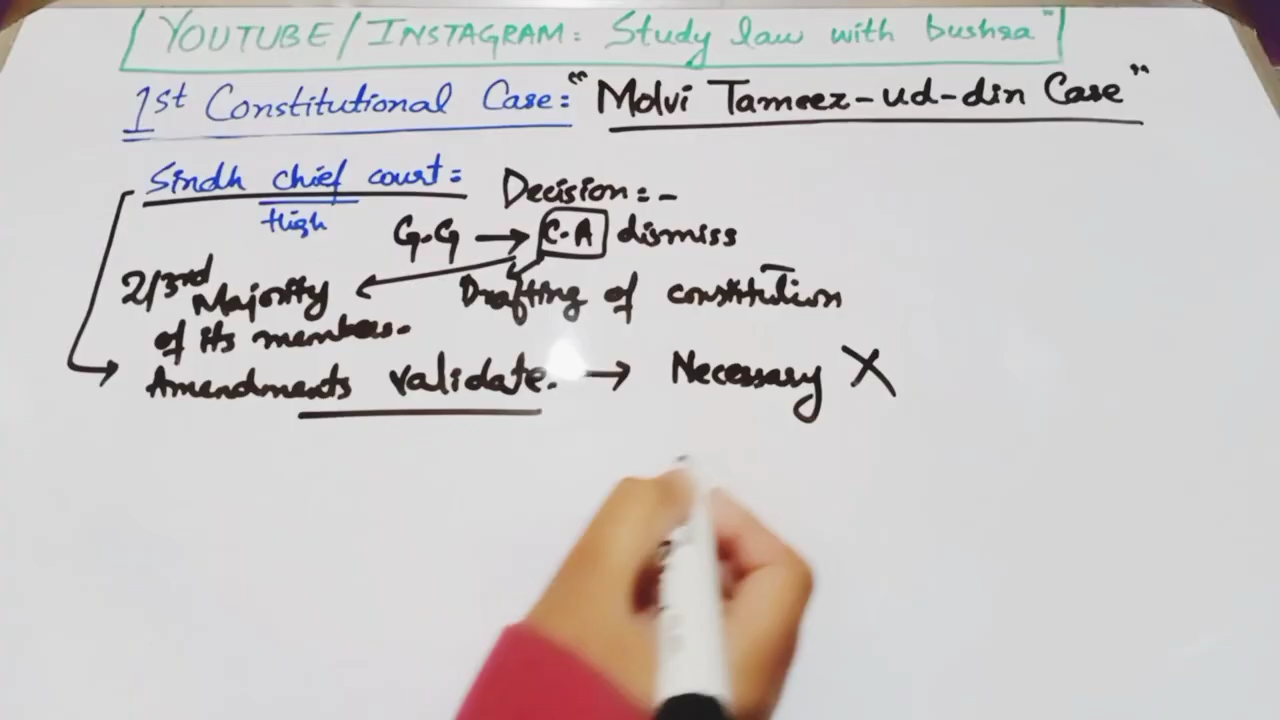 YOUTUBE/INSTAGRAM: Study law with bushra"
1st Constitutional Case:- "Molvi Tameez-ud-din Case"
Sindh chief court:- Decision:-
High
G.G → C.A dismiss
2/3rd Majority Drafting of constitution
of its members.
Amendments validate. → Necessary X